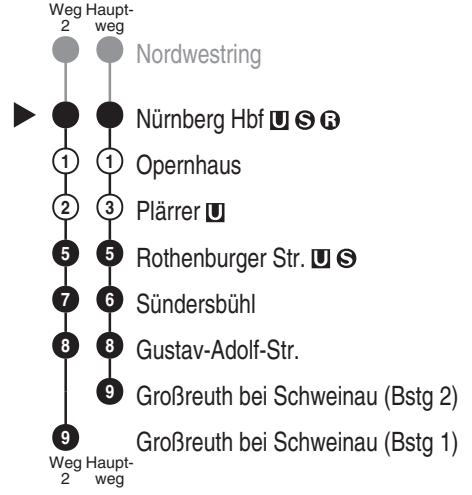 Weg Haupt-
2 weg
Nordwestring
Nürnberg Hbf U S R
1 1 Opernhaus
2 3 Plärrer U
5 5 Rothenburger Str. U S
7 6 Sündersbühl
8 8 Gustav-Adolf-Str.
9 Großreuth bei Schweinau (Bstg 2)
9 Großreuth bei Schweinau (Bstg 1)
Weg Haupt-
2 weg